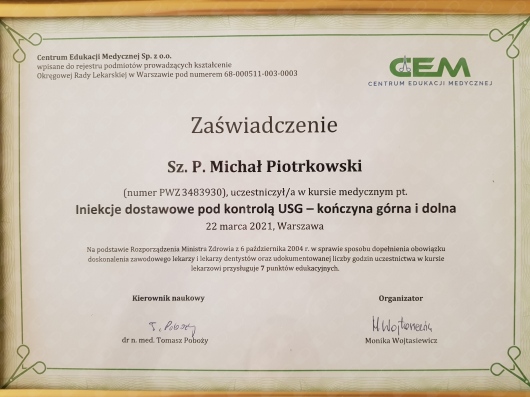 Centrum Edukacji Medycznej Sp. z o.o.
wpisane do rejestru podmiotów prowadzących kształcenie
Okręgowej Rady Lekarskiej w Warszawie pod numerem 68-000511-003-0003
CEM
CENTRUM EDUKACJI MEDYCZNEJ
Zaświadczenie
Sz. P. Michał Piotrkowski
(numer PWZ 3483930), uczestniczył/a w kursie medycznym pt.
Iniekcje dostawowe pod kontrolą USG – kończyna górna i dolna
22 marca 2021, Warszawa
Na podstawie Rozporządzenia Ministra Zdrowia z 6 października 2004 r. w sprawie sposobu dopełnienia obowiązku
doskonalenia zawodowego lekarzy i lekarzy dentystów oraz udokumentowanej liczby godzin uczestnictwa w kursie
lekarzowi przysługuje 7 punktów edukacyjnych.
Kierownik naukowy
Organizator
T. Poboży
M Wojtasiewicz
dr n. med. Tomasz Poboży
Monika Wojtasiewicz